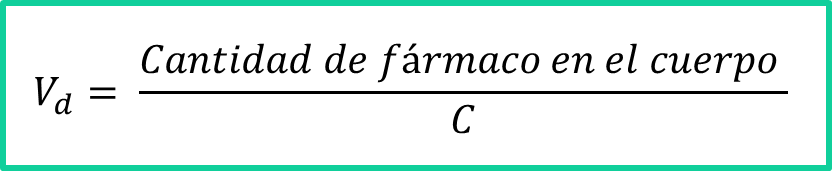 V_d = Cantidad de fármaco en el cuerpo
C